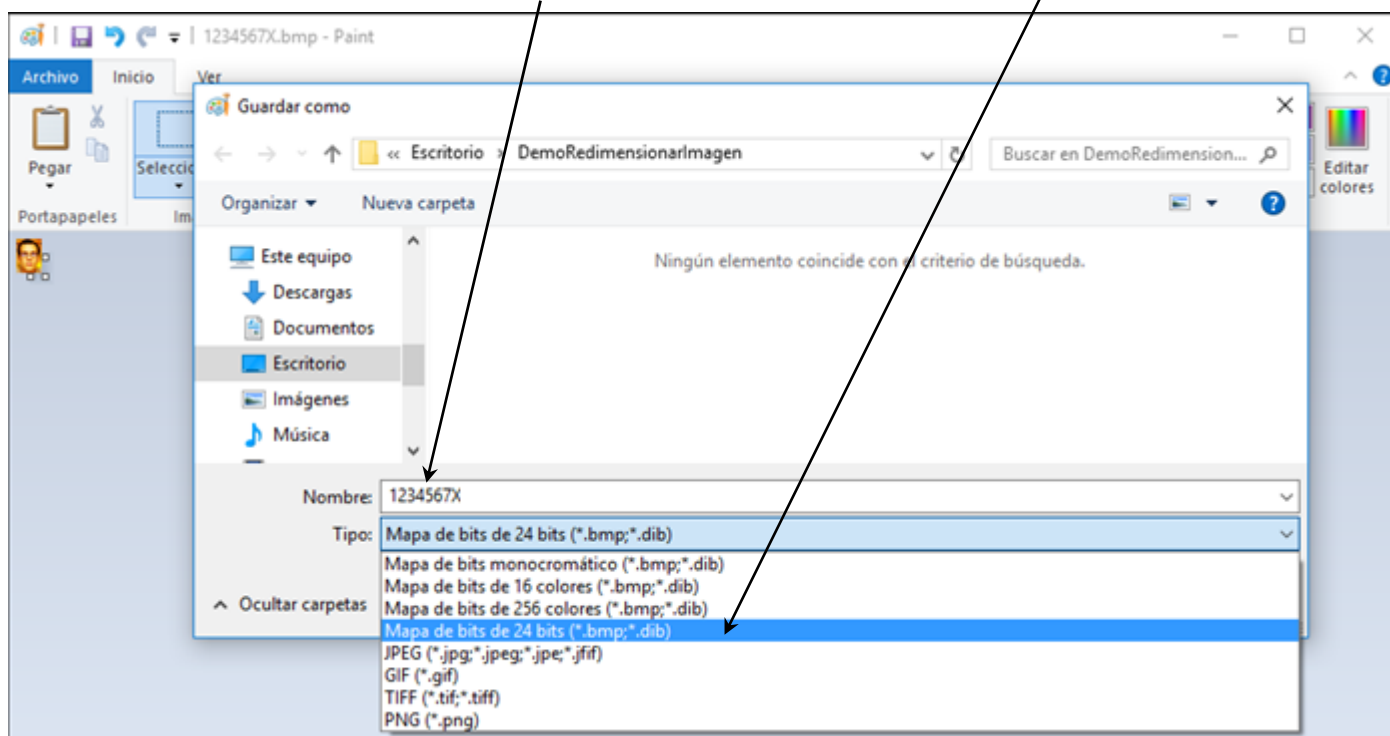 1234567X.bmp - Paint
Archivo Inicio Ver
Guardar como
« Escritorio > DemoRedimensionarImagen Buscar en DemoRedimension...
Pegar Selecci Editar colores
Organizar Nueva carpeta
Portapapeles Im
Este equipo Ningún elemento coincide con el criterio de búsqueda.
Descargas
Documentos
Escritorio
Imágenes
Música
Nombre: 1234567X
Tipo: Mapa de bits de 24 bits (*.bmp;*.dib)
Mapa de bits monocromático (*.bmp;*.dib)
Mapa de bits de 16 colores (*.bmp;*.dib)
Ocultar carpetas Mapa de bits de 256 colores (*.bmp;*.dib)
Mapa de bits de 24 bits (*.bmp;*.dib)
JPEG (*.jpg;*.jpeg;*.jpe;*.jfif)
GIF (*.gif)
TIFF (*.tif;*.tiff)
PNG (*.png)